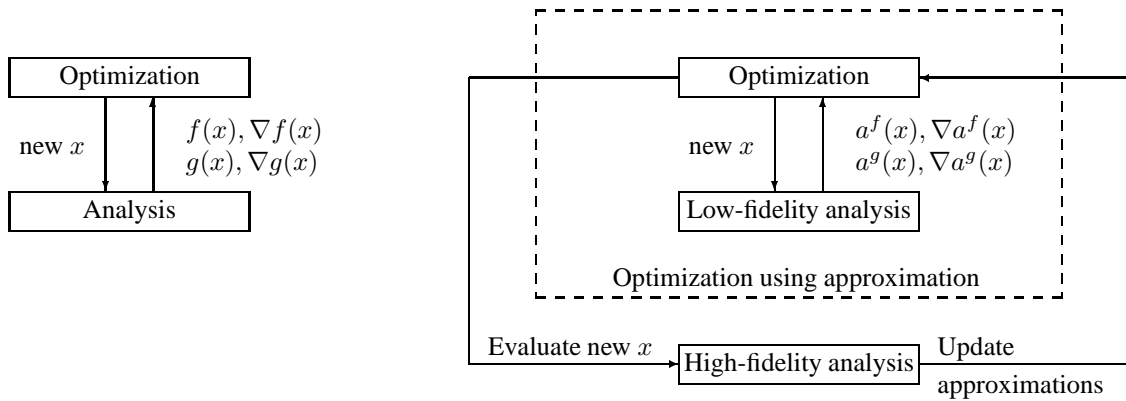 Optimization
new x
f(x), ∇f(x)
g(x), ∇g(x)
Analysis
Optimization
new x
a^f(x), ∇a^f(x)
a^g(x), ∇a^g(x)
Low-fidelity analysis
Optimization using approximation
Evaluate new x
High-fidelity analysis
Update
approximations